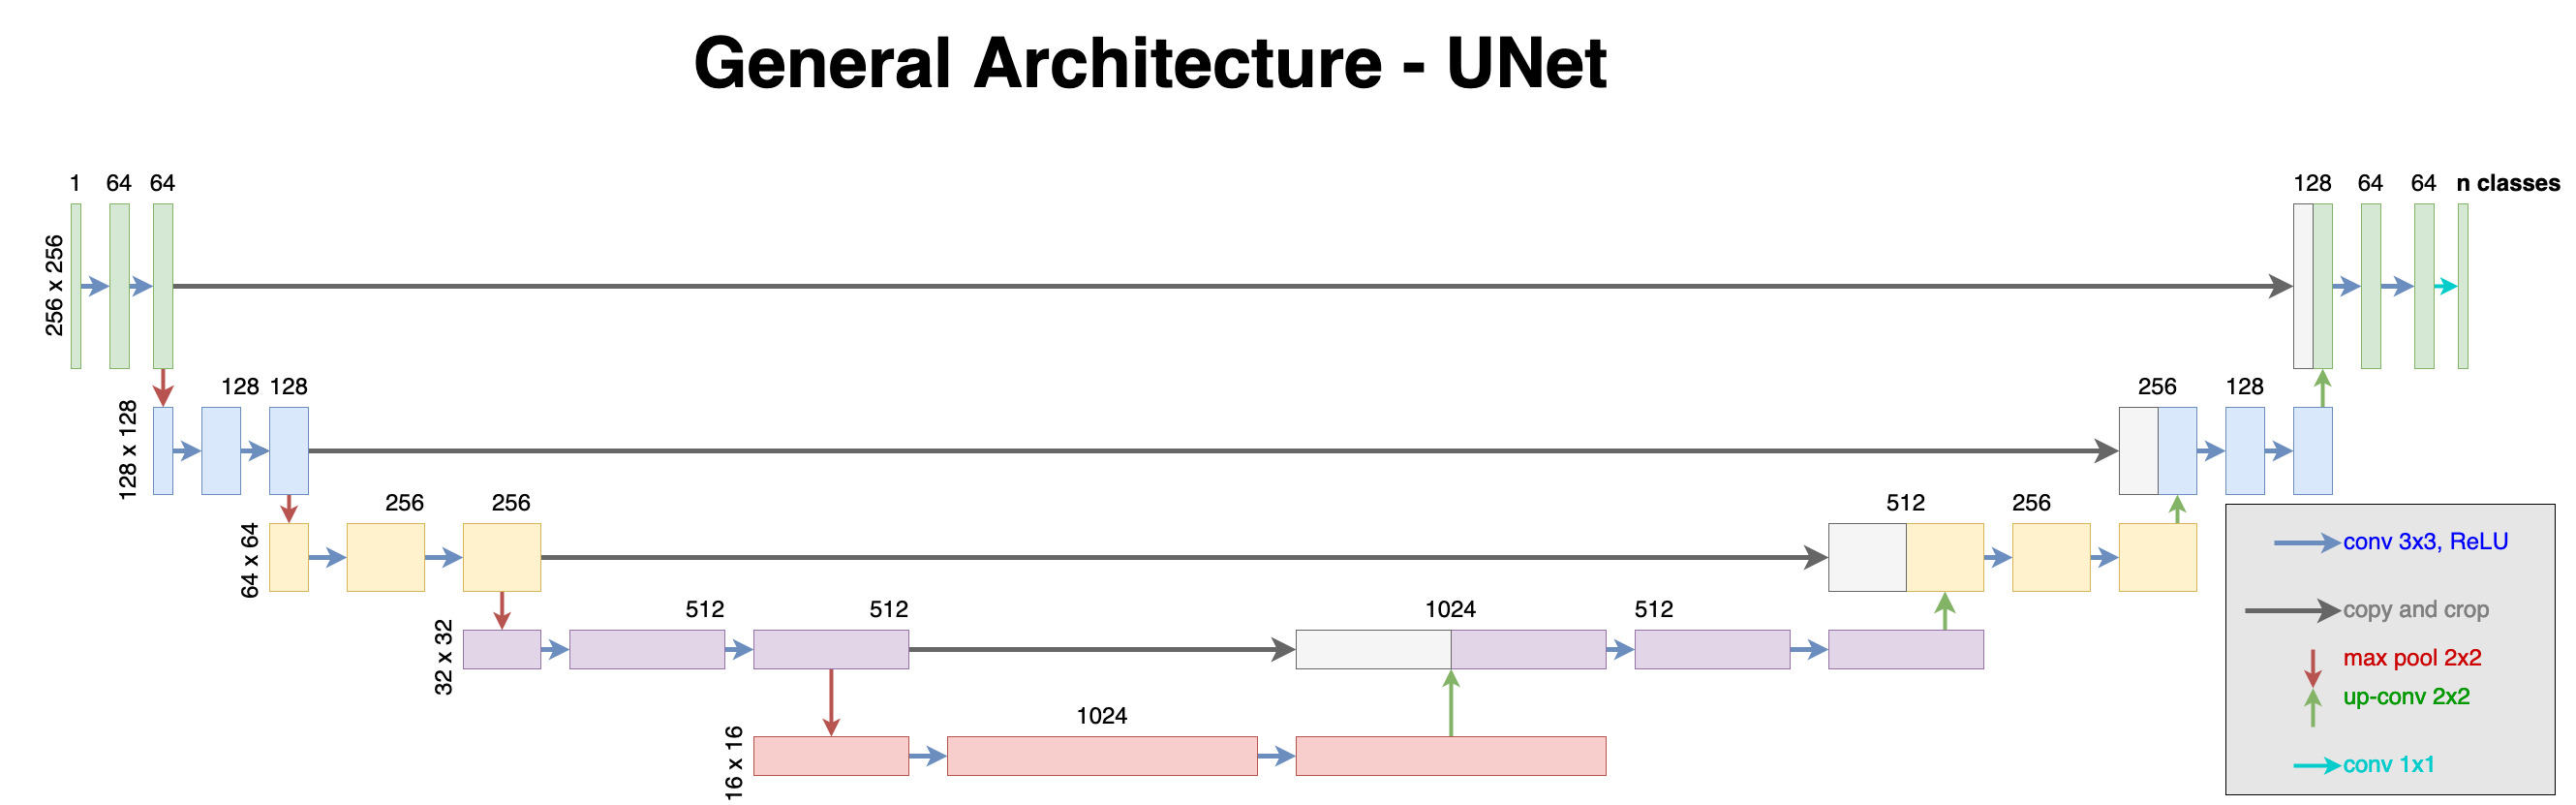 General Architecture - UNet
1 64 64
128 64 64 n classes
256 x 256
128 128
256 128
128 x 128
256 256
512 256
64 x 64
512 512
1024 512
32 x 32
1024
16 x 16
conv 3x3, ReLU
copy and crop
max pool 2x2
up-conv 2x2
conv 1x1